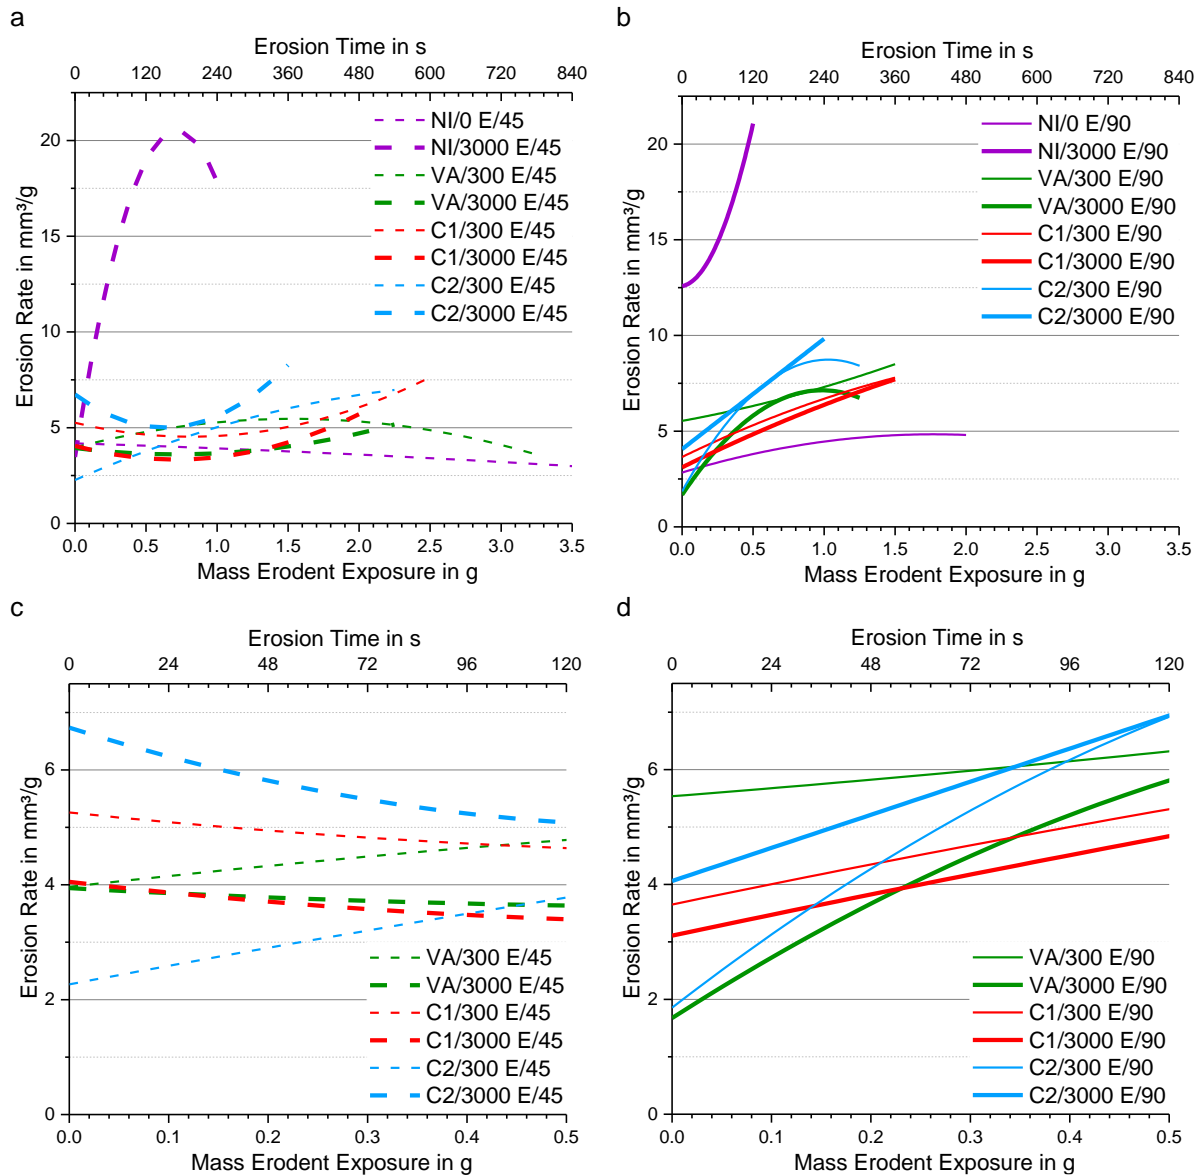 a
Erosion Time in s
0 120 240 360 480 600 720 840
Erosion Rate in mm³/g
20
15
10
5
0
NI/0 E/45
NI/3000 E/45
VA/300 E/45
VA/3000 E/45
C1/300 E/45
C1/3000 E/45
C2/300 E/45
C2/3000 E/45
0.0 0.5 1.0 1.5 2.0 2.5 3.0 3.5
Mass Erodent Exposure in g
b
Erosion Time in s
0 120 240 360 480 600 720 840
Erosion Rate in mm³/g
20
15
10
5
0
NI/0 E/90
NI/3000 E/90
VA/300 E/90
VA/3000 E/90
C1/300 E/90
C1/3000 E/90
C2/300 E/90
C2/3000 E/90
0.0 0.5 1.0 1.5 2.0 2.5 3.0 3.5
Mass Erodent Exposure in g
c
Erosion Time in s
0 24 48 72 96 120
Erosion Rate in mm³/g
6
4
2
0
VA/300 E/45
VA/3000 E/45
C1/300 E/45
C1/3000 E/45
C2/300 E/45
C2/3000 E/45
0.0 0.1 0.2 0.3 0.4 0.5
Mass Erodent Exposure in g
d
Erosion Time in s
0 24 48 72 96 120
Erosion Rate in mm³/g
6
4
2
0
VA/300 E/90
VA/3000 E/90
C1/300 E/90
C1/3000 E/90
C2/300 E/90
C2/3000 E/90
0.0 0.1 0.2 0.3 0.4 0.5
Mass Erodent Exposure in g